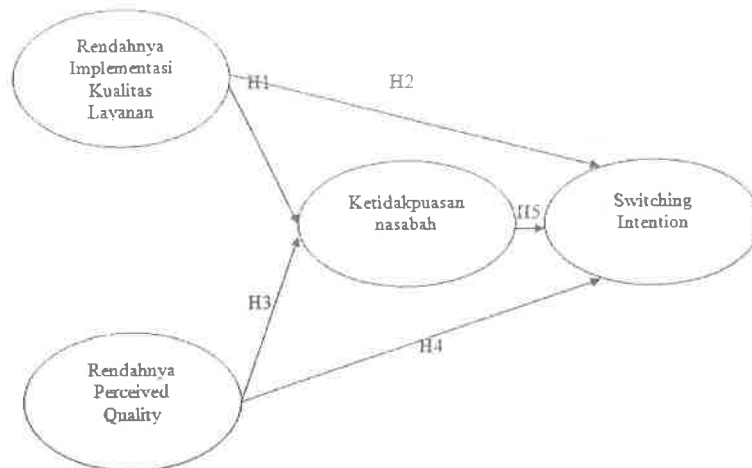 Rendahnya
Implementasi
Kualitas
Layanan
H1
H2
Ketidakpuasan
nasabah
H5
Switching
Intention
H3
H4
Rendahnya
Perceived
Quality